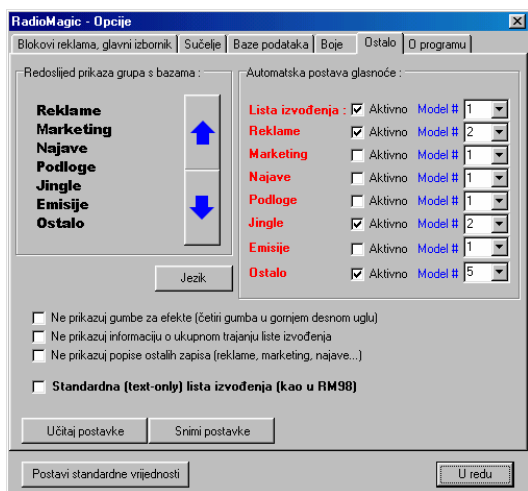 RadioMagic - Opcije
Blokovi reklama, glavni izbornik Sučelje Baze podataka Boje Ostalo O programu
Redoslijed prikaza grupa s bazama :
Reklame
Marketing
Najave
Podloge
Jingle
Emisije
Ostalo
Jezik
Automatska postava glasnoće :
Lista izvođenja : Aktivno Model # 1
Reklame Aktivno Model # 2
Marketing Aktivno Model # 1
Najave Aktivno Model # 1
Podloge Aktivno Model # 1
Jingle Aktivno Model # 2
Emisije Aktivno Model # 1
Ostalo Aktivno Model # 5
Ne prikazuj gumbe za efekte (četiri gumba u gornjem desnom uglu)
Ne prikazuj informaciju o ukupnom trajanju liste izvođenja
Ne prikazuj popise ostalih zapisa (reklame, marketing, najave...)
Standardna (text-only) lista izvođenja (kao u RM98)
Učitaj postavke Snimi postavke
Postavi standardne vrijednosti U redu